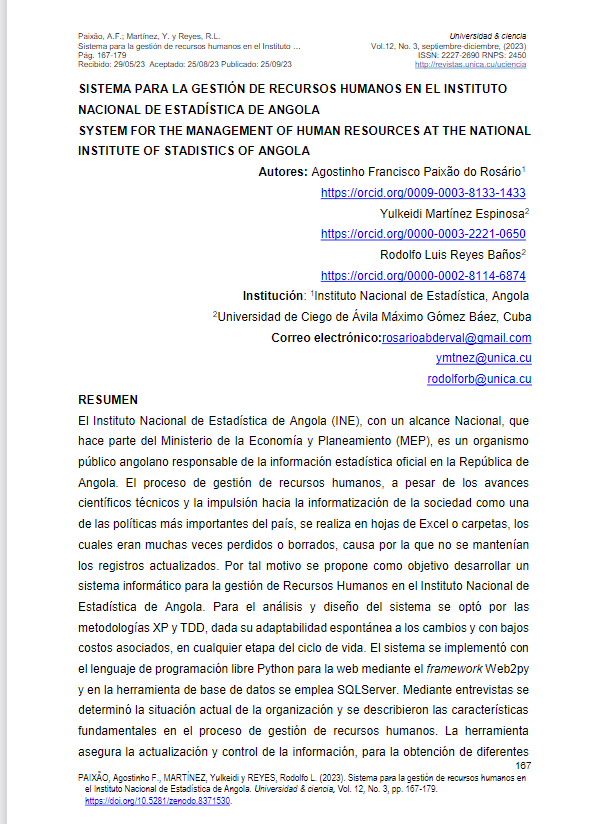 Paixão, A.F.; Martínez, Y. y Reyes, R.L.
Universidad & ciencia
Sistema para la gestión de recursos humanos en el Instituto ...
Vol.12, No. 3, septiembre-diciembre, (2023)
Pág. 167-179
ISSN: 2227-2690 RNPS: 2450
Recibido: 29/05/23 Aceptado: 25/08/23 Publicado: 25/09/23
http://revistas.unica.cu/uciencia
SISTEMA PARA LA GESTIÓN DE RECURSOS HUMANOS EN EL INSTITUTO
NACIONAL DE ESTADÍSTICA DE ANGOLA
SYSTEM FOR THE MANAGEMENT OF HUMAN RESOURCES AT THE NATIONAL
INSTITUTE OF STADISTICS OF ANGOLA
Autores: Agostinho Francisco Paixão do Rosário¹
https://orcid.org/0009-0003-8133-1433
Yulkeidi Martínez Espinosa²
https://orcid.org/0000-0003-2221-0650
Rodolfo Luis Reyes Baños²
https://orcid.org/0000-0002-8114-6874
Institución: ¹Instituto Nacional de Estadística, Angola
²Universidad de Ciego de Ávila Máximo Gómez Báez, Cuba
Correo electrónico:rosarioabderval@gmail.com
ymtnez@unica.cu
rodolforb@unica.cu
RESUMEN
El Instituto Nacional de Estadística de Angola (INE), con un alcance Nacional, que
hace parte del Ministerio de la Economía y Planeamiento (MEP), es un organismo
público angolano responsable de la información estadística oficial en la República de
Angola. El proceso de gestión de recursos humanos, a pesar de los avances
científicos técnicos y la impulsión hacia la informatización de la sociedad como una
de las políticas más importantes del país, se realiza en hojas de Excel o carpetas, los
cuales eran muchas veces perdidos o borrados, causa por la que no se mantenían
los registros actualizados. Por tal motivo se propone como objetivo desarrollar un
sistema informático para la gestión de Recursos Humanos en el Instituto Nacional de
Estadística de Angola. Para el análisis y diseño del sistema se optó por las
metodologías XP y TDD, dada su adaptabilidad espontánea a los cambios y con bajos
costos asociados, en cualquier etapa del ciclo de vida. El sistema se implementó con
el lenguaje de programación libre Python para la web mediante el framework Web2py
y en la herramienta de base de datos se emplea SQLServer. Mediante entrevistas se
determinó la situación actual de la organización y se describieron las características
fundamentales en el proceso de gestión de recursos humanos. La herramienta
asegura la actualización y control de la información, para la obtención de diferentes
167
PAIXÃO, Agostinho F., MARTÍNEZ, Yulkeidi y REYES, Rodolfo L. (2023). Sistema para la gestión de recursos humanos en
el Instituto Nacional de Estadística de Angola. Universidad & ciencia, Vol. 12, No. 3, pp. 167-179.
https://doi.org/10.5281/zenodo.8371530.